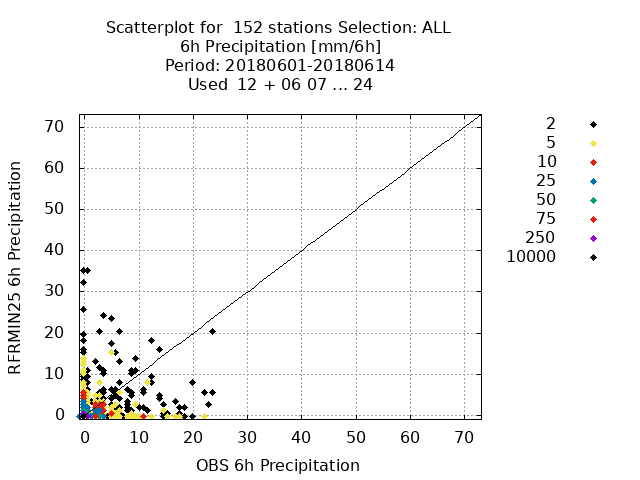 Scatterplot for 152 stations Selection: ALL
6h Precipitation [mm/6h]
Period: 20180601-20180614
Used 12 + 06 07 ... 24
70
60
50
40
30
20
10
0
RFRMIN25 6h Precipitation
0 10 20 30 40 50 60 70
OBS 6h Precipitation
2
5
10
25
50
75
250
10000